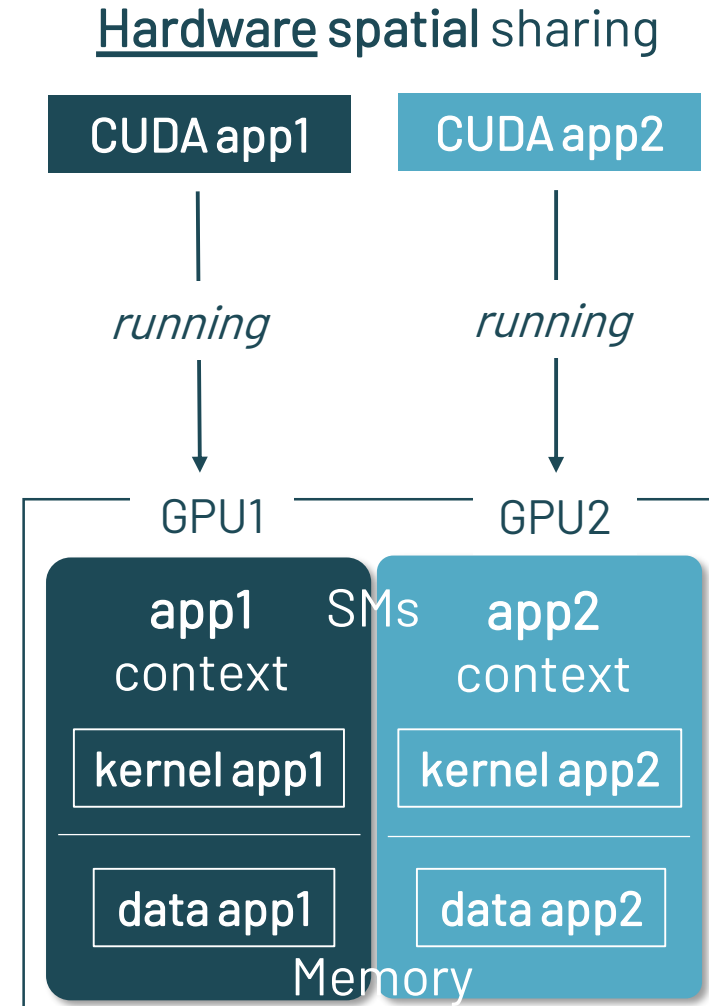 Hardware spatial sharing
CUDA app1
CUDA app2
running
running
GPU1
GPU2
app1
context
SMs
app2
context
kernel app1
kernel app2
data app1
data app2
Memory